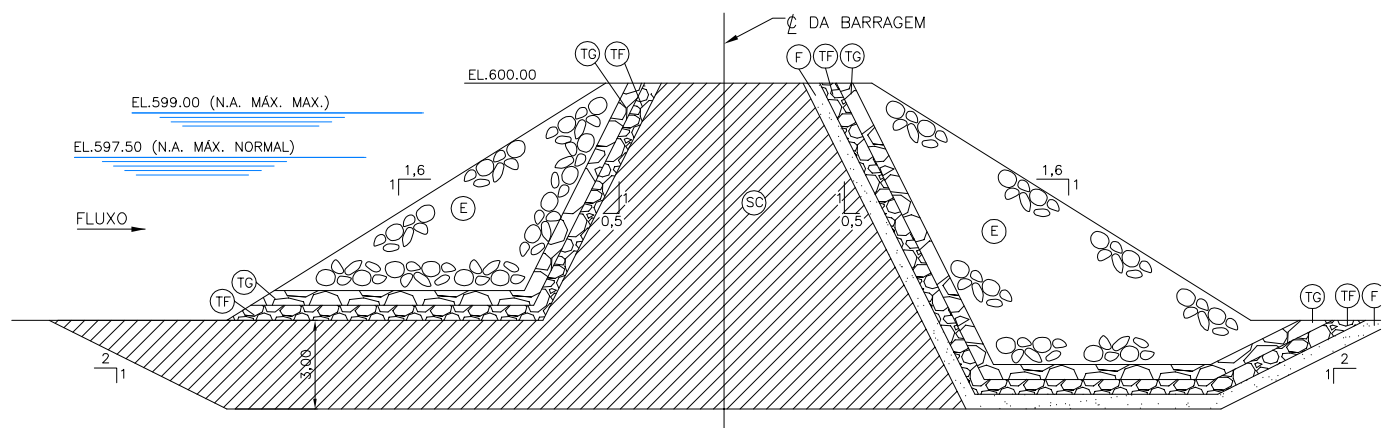 ℄ DA BARRAGEM
TG TF
F TF TG
EL.600.00
EL.599.00 (N.A. MÁX. MAX.)
EL.597.50 (N.A. MÁX. NORMAL)
1,6
1
1,6
1
E
1
0,5
SC
1
0,5
E
FLUXO
TG
TF
TG TF F
3,00
2
1
2
1